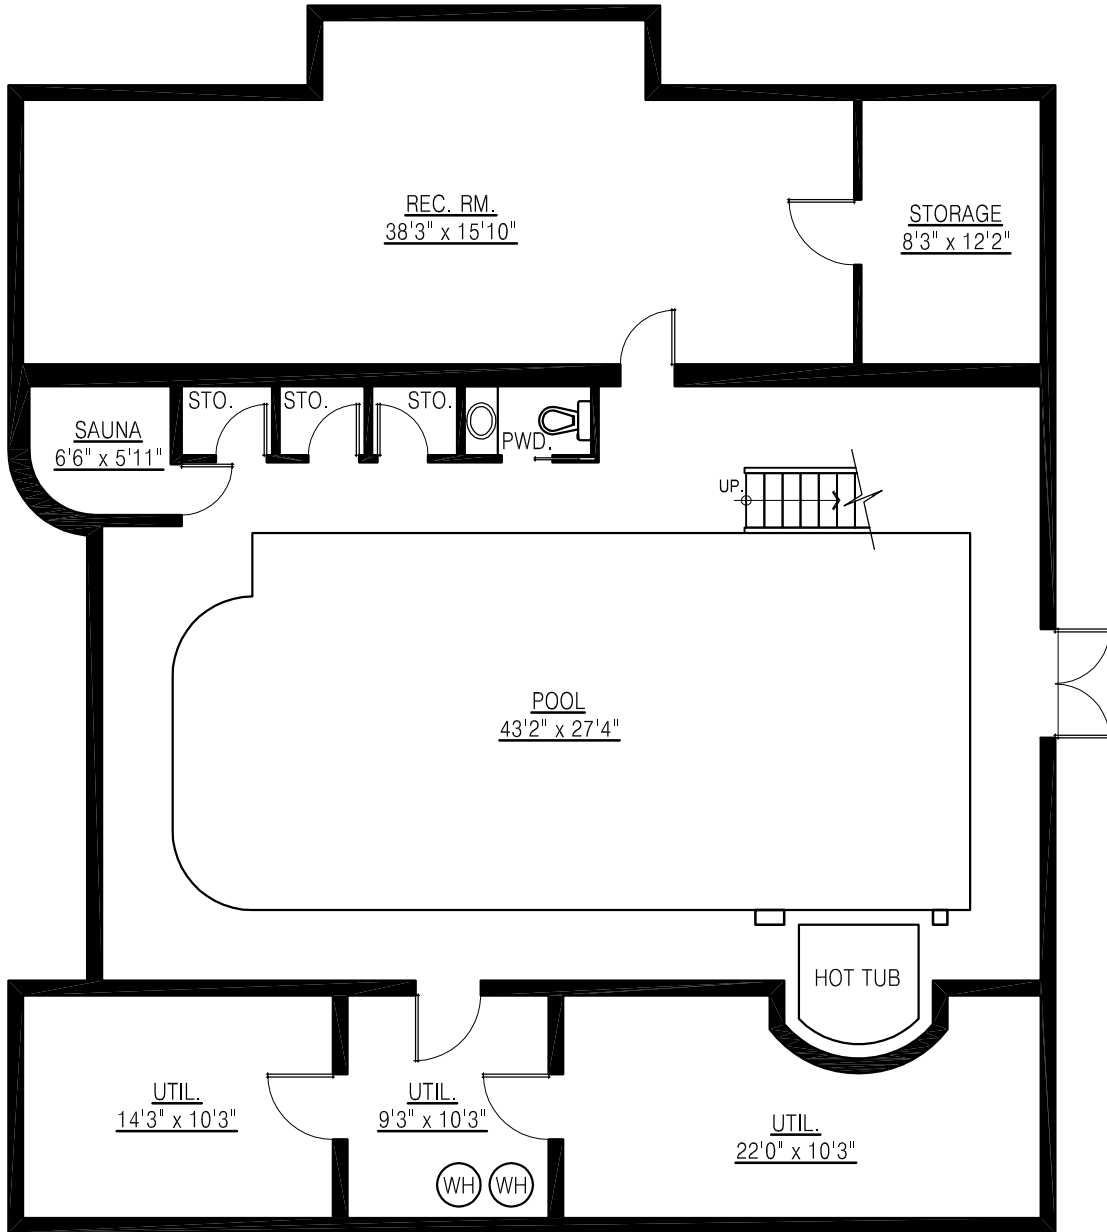 REC. RM.
38'3" x 15'10"
STORAGE
8'3" x 12'2"
STO.
STO.
STO.
SAUNA
6'6" x 5'11"
PWD.
UP.
POOL
43'2" x 27'4"
HOT TUB
UTIL.
14'3" x 10'3"
UTIL.
9'3" x 10'3"
UTIL.
22'0" x 10'3"
WH
WH